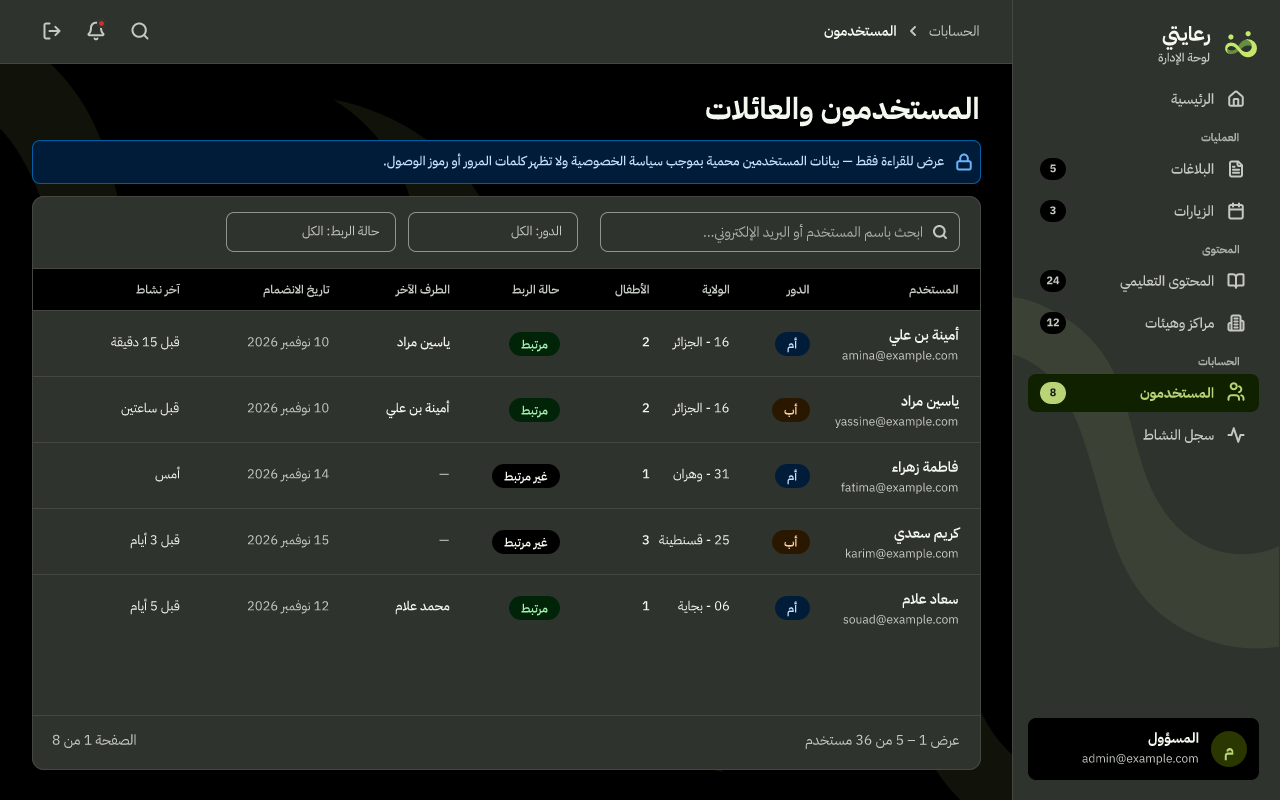 رعايتي
لوحة الإدارة
الرئيسية
العمليات
البلاغات 5
الزيارات 3
المحتوى
المحتوى التعليمي 24
مراكز وهيئات 12
الحسابات
المستخدمون 8
سجل النشاط
المسؤول
admin@example.com
م
الحسابات المستخدمون
المستخدمون والعائلات
عرض للقراءة فقط — بيانات المستخدمين محمية بموجب سياسة الخصوصية ولا تظهر كلمات المرور أو رموز الوصول.
ابحث باسم المستخدم أو البريد الإلكتروني... الدور: الكل حالة الربط: الكل
المستخدم الدور الولاية الأطفال حالة الربط الطرف الآخر تاريخ الانضمام آخر نشاط
أمينة بن علي أم 16 - الجزائر 2 مرتبط ياسين مراد 10 نوفمبر 2026 قبل 15 دقيقة
amina@example.com
ياسين مراد أب 16 - الجزائر 2 مرتبط أمينة بن علي 10 نوفمبر 2026 قبل ساعتين
yassine@example.com
فاطمة زهراء أم 31 - وهران 1 غير مرتبط — 14 نوفمبر 2026 أمس
fatima@example.com
كريم سعدي أب 25 - قسنطينة 3 غير مرتبط — 15 نوفمبر 2026 قبل 3 أيام
karim@example.com
سعاد علام أم 06 - بجاية 1 مرتبط محمد علام 12 نوفمبر 2026 قبل 5 أيام
souad@example.com
عرض 1 – 5 من 36 مستخدم الصفحة 1 من 8